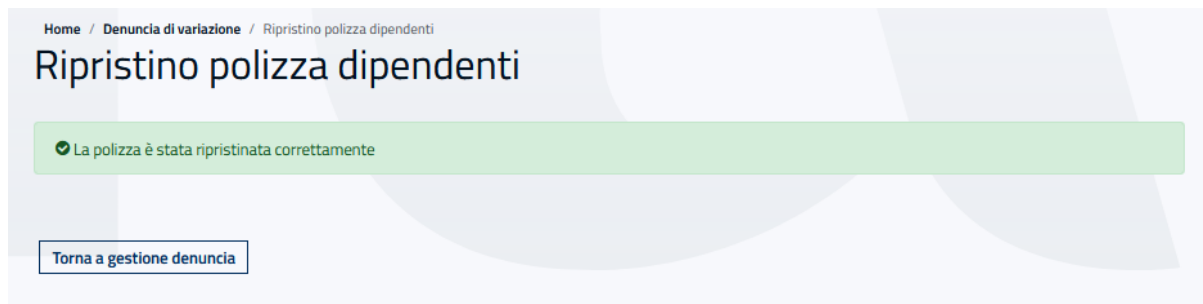 Home / Denuncia di variazione / Ripristino polizza dipendenti
Ripristino polizza dipendenti
La polizza è stata ripristinata correttamente
Torna a gestione denuncia